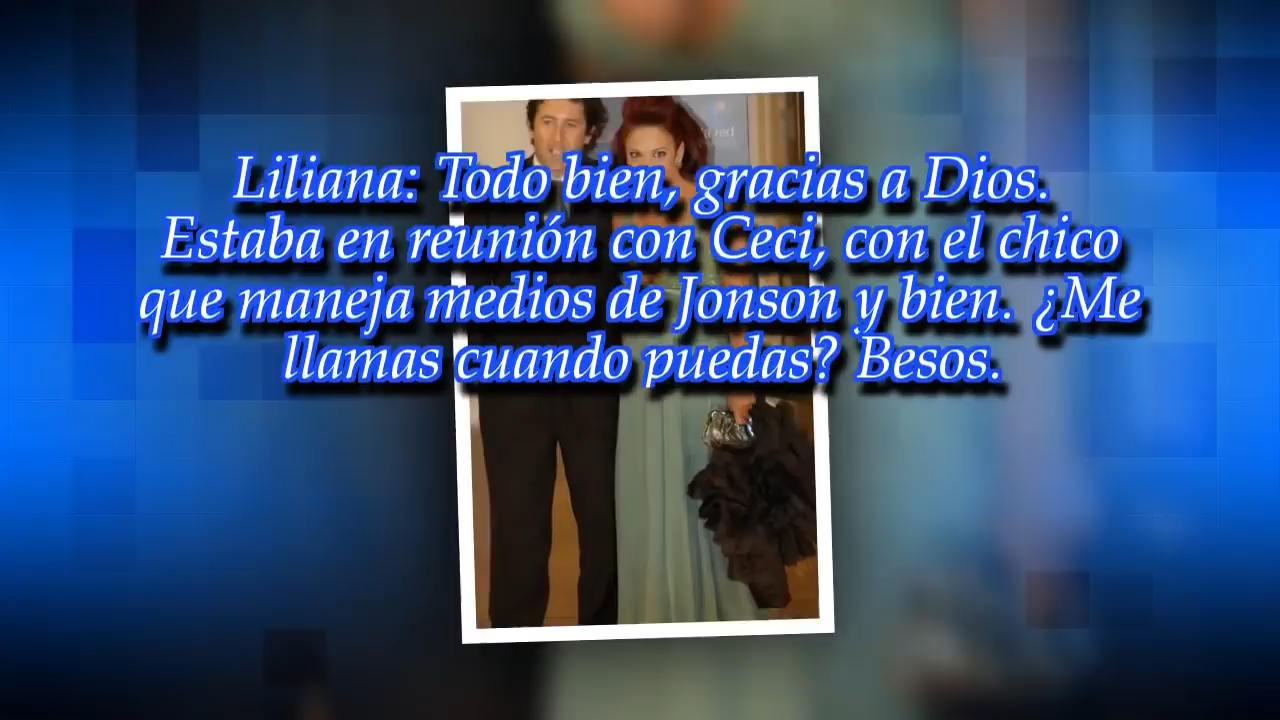 Liliana: Todo bien, gracias a Dios.
Estaba en reunión con Ceci, con el chico
que maneja medios de Jonson y bien. ¿Me
llamas cuando puedas? Besos.
red